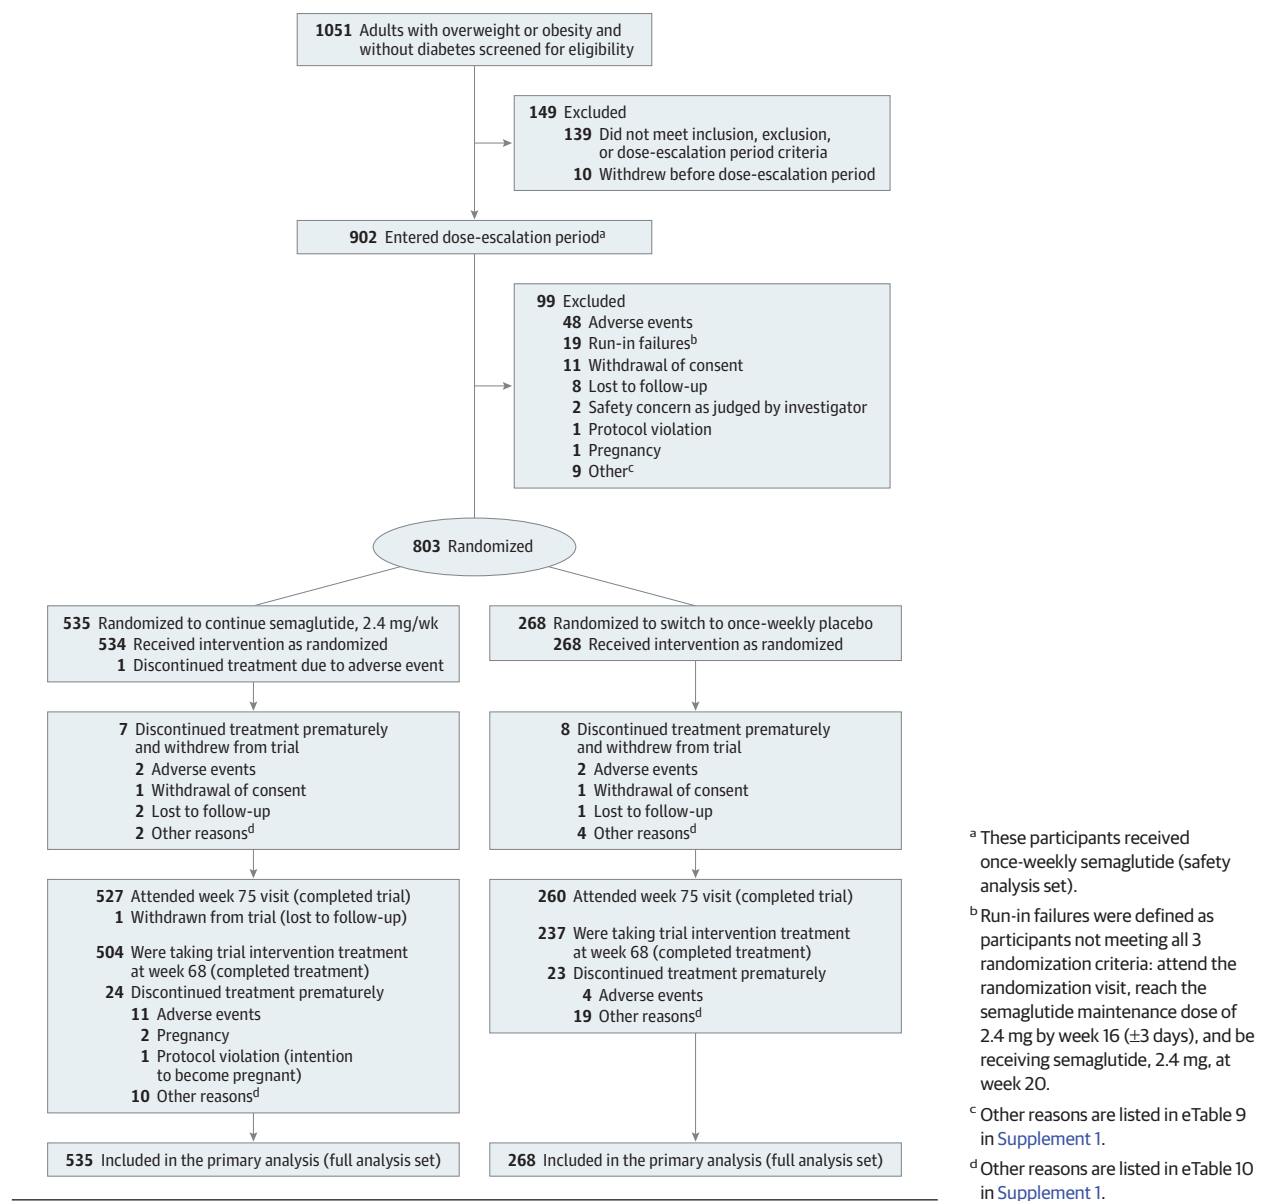 1051 Adults with overweight or obesity and
without diabetes screened for eligibility
149 Excluded
139 Did not meet inclusion, exclusion,
or dose-escalation period criteria
10 Withdrew before dose-escalation period
902 Entered dose-escalation periodᵃ
99 Excluded
48 Adverse events
19 Run-in failuresᵇ
11 Withdrawal of consent
8 Lost to follow-up
2 Safety concern as judged by investigator
1 Protocol violation
1 Pregnancy
9 Otherᶜ
803 Randomized
535 Randomized to continue semaglutide, 2.4 mg/wk
534 Received intervention as randomized
1 Discontinued treatment due to adverse event
268 Randomized to switch to once-weekly placebo
268 Received intervention as randomized
7 Discontinued treatment prematurely
and withdrew from trial
2 Adverse events
1 Withdrawal of consent
2 Lost to follow-up
2 Other reasonsᵈ
8 Discontinued treatment prematurely
and withdrew from trial
2 Adverse events
1 Withdrawal of consent
1 Lost to follow-up
4 Other reasonsᵈ
527 Attended week 75 visit (completed trial)
1 Withdrawn from trial (lost to follow-up)
504 Were taking trial intervention treatment
at week 68 (completed treatment)
24 Discontinued treatment prematurely
11 Adverse events
2 Pregnancy
1 Protocol violation (intention
to become pregnant)
10 Other reasonsᵈ
260 Attended week 75 visit (completed trial)
237 Were taking trial intervention treatment
at week 68 (completed treatment)
23 Discontinued treatment prematurely
4 Adverse events
19 Other reasonsᵈ
535 Included in the primary analysis (full analysis set)
268 Included in the primary analysis (full analysis set)
ᵃ These participants received
once-weekly semaglutide (safety
analysis set).
ᵇ Run-in failures were defined as
participants not meeting all 3
randomization criteria: attend the
randomization visit, reach the
semaglutide maintenance dose of
2.4 mg by week 16 (±3 days), and be
receiving semaglutide, 2.4 mg, at
week 20.
ᶜ Other reasons are listed in eTable 9
in Supplement 1.
ᵈ Other reasons are listed in eTable 10
in Supplement 1.